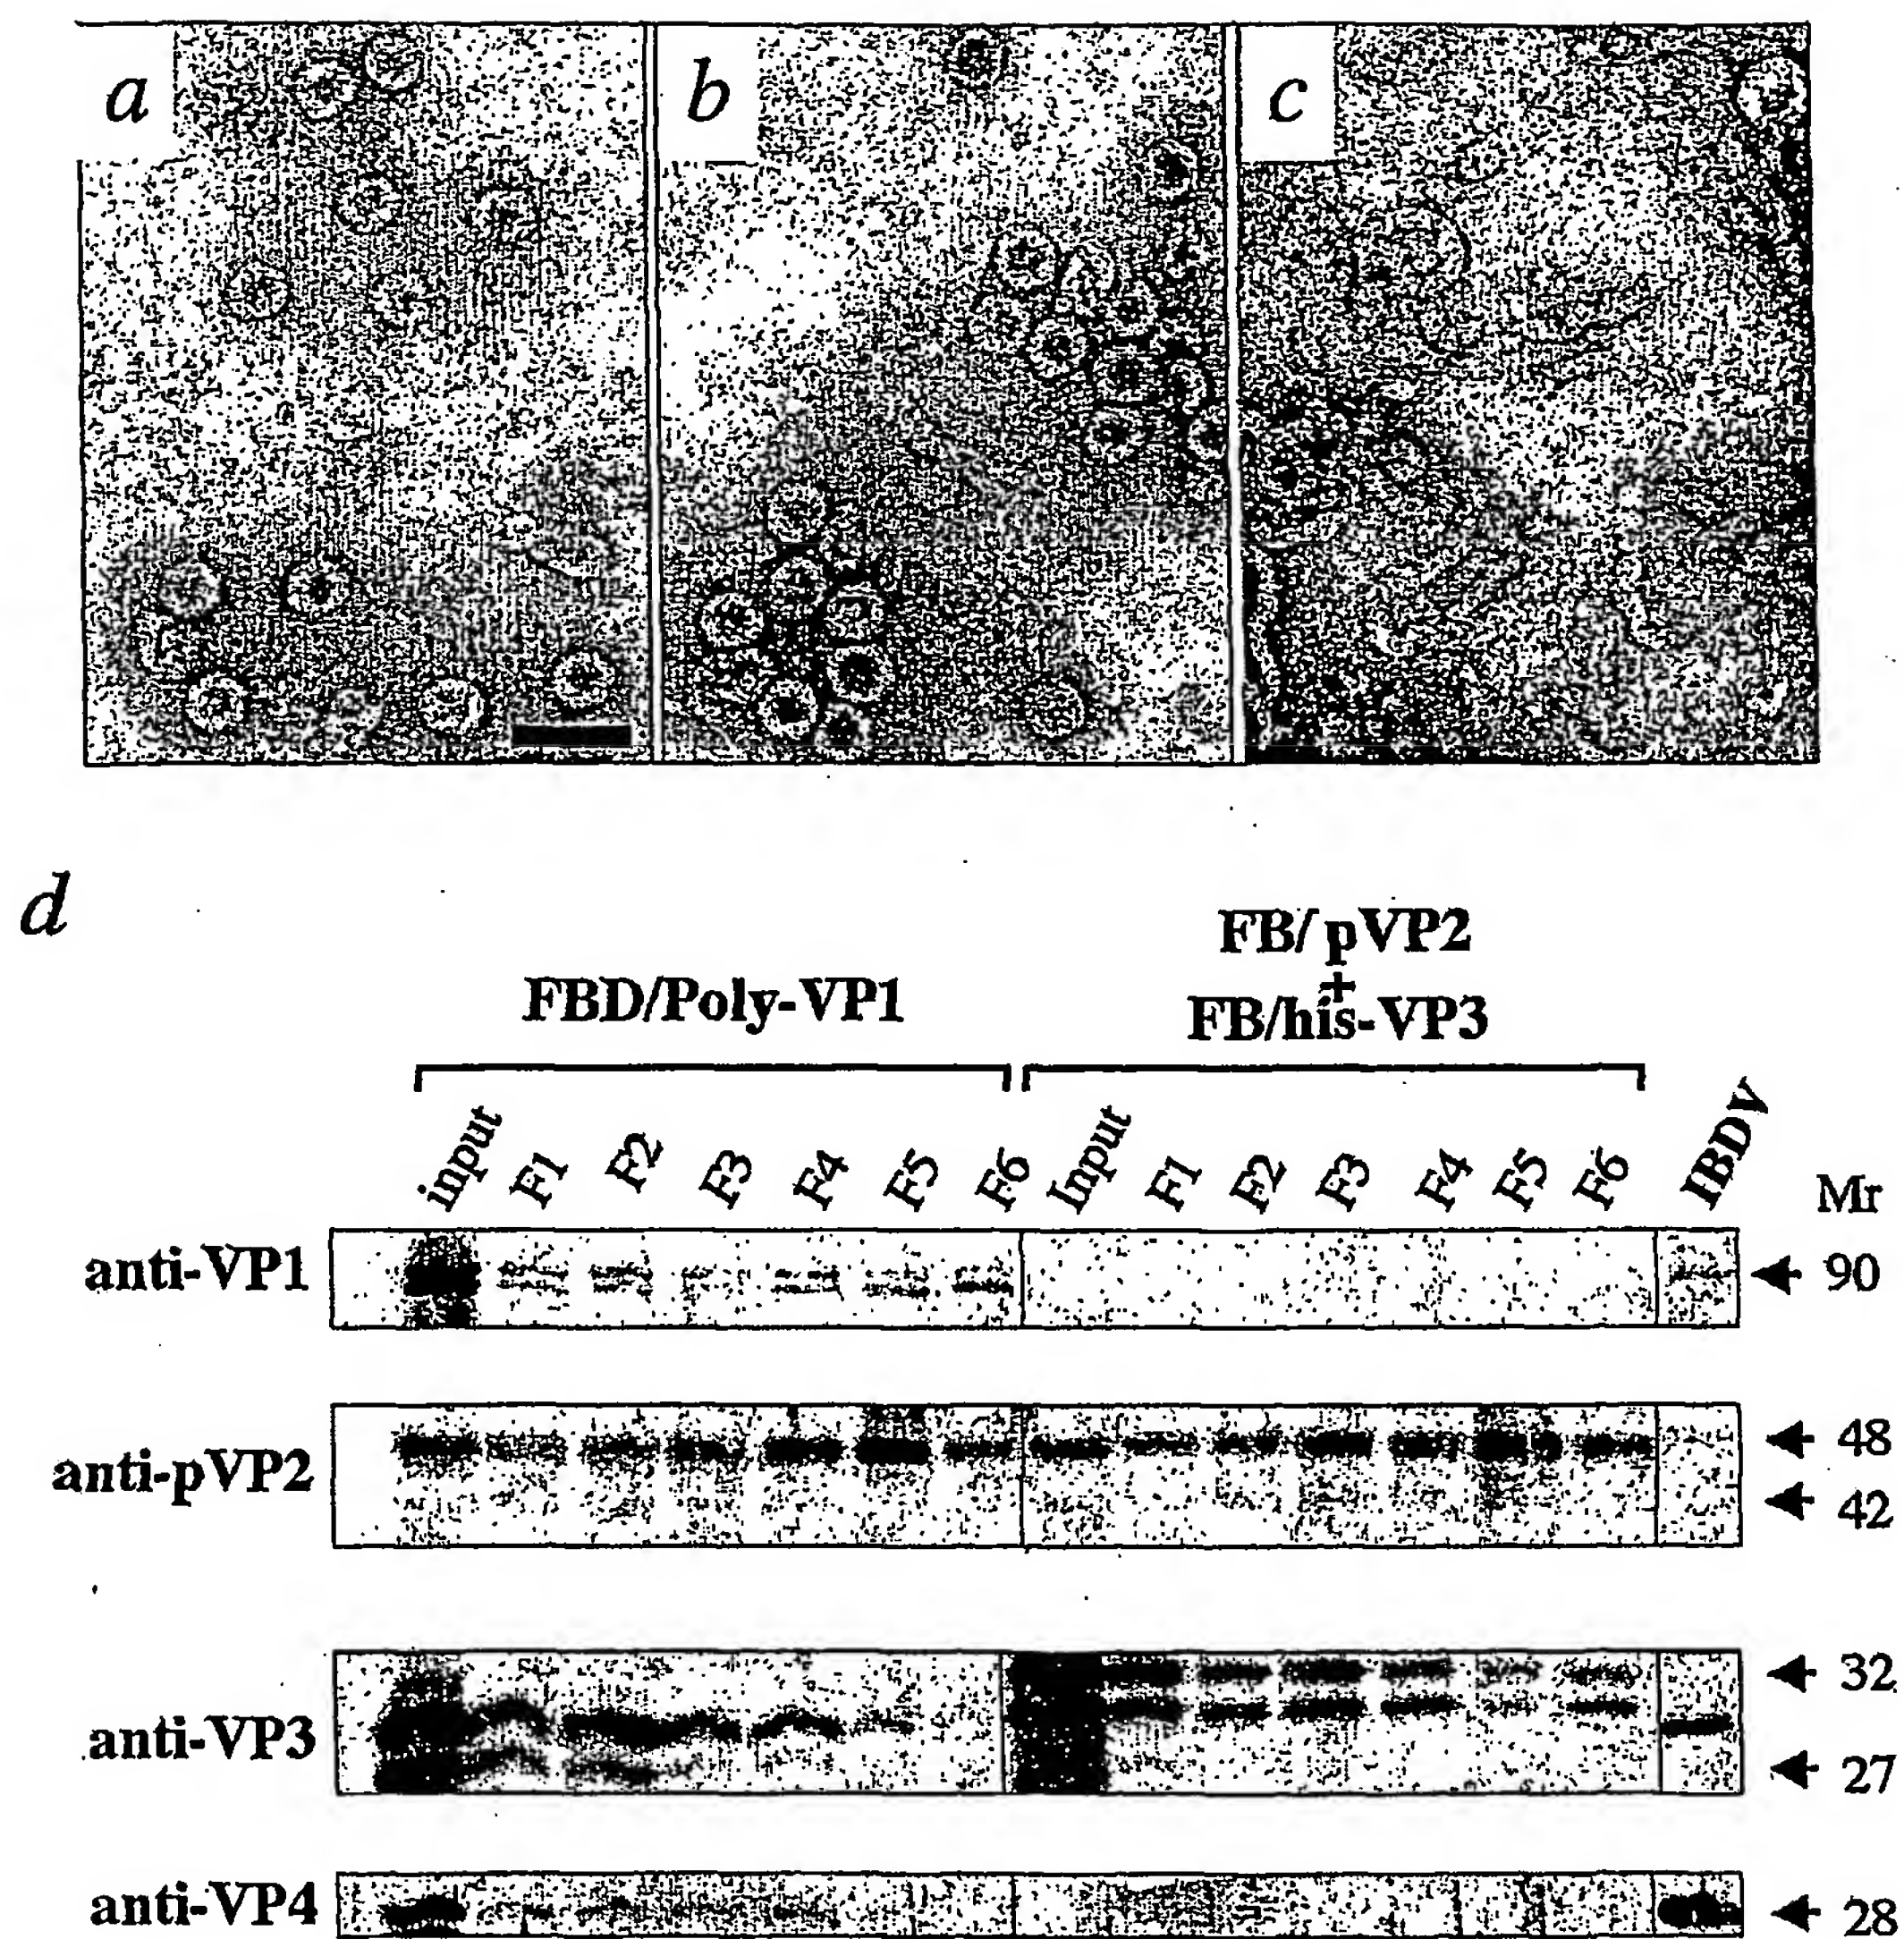 a b c
d
FBD/Poly-VP1
FB/pVP2
+
FB/his-VP3
input F1 F2 F3 F4 F5 F6 Input F1 F2 F3 F4 F5 F6 IBDV
Mr
anti-VP1 90
anti-pVP2 48
42
anti-VP3 32
27
anti-VP4 28